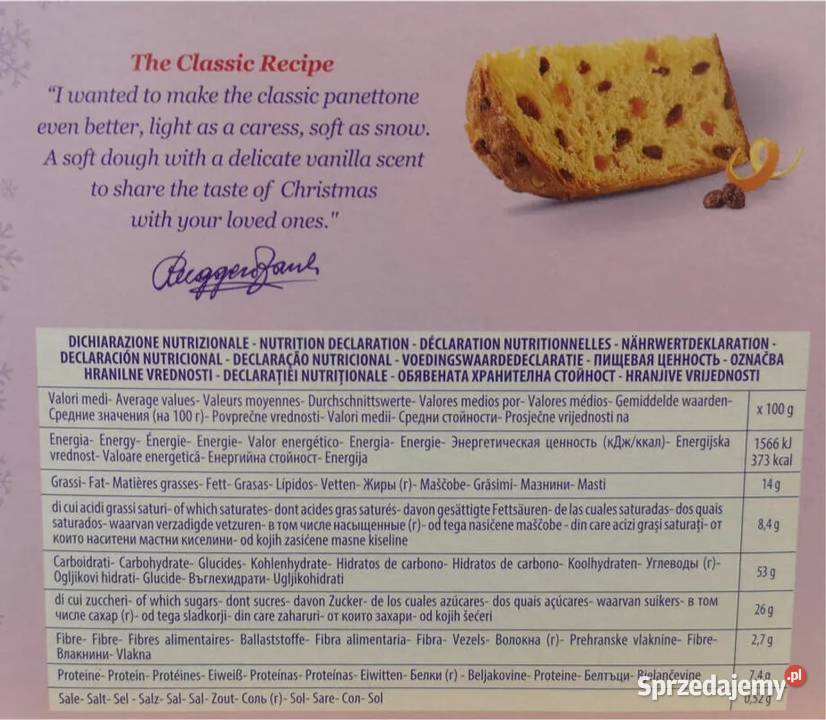 The Classic Recipe
"I wanted to make the classic panettone
even better, light as a caress, soft as snow.
A soft dough with a delicate vanilla scent
to share the taste of Christmas
with your loved ones."
DICHIARAZIONE NUTRIZIONALE - NUTRITION DECLARATION - DÉCLARATION NUTRITIONNELLES - NÄHRWERTDEKLARATION -
DECLARACIÓN NUTRICIONAL - DECLARAÇÃO NUTRICIONAL - VOEDINGSWAARDEDECLARATIE - ПИЩЕВАЯ ЦЕННОСТЬ - OZNAČBA
HRANILNE VREDNOSTI - DECLARAŢIEI NUTRIŢIONALE - ОБЯВЕНАТА ХРАНИТЕЛНА СТОЙНОСТ - HRANJIVE VRIJEDNOSTI
Valori medi- Average values- Valeurs moyennes- Durchschnittswerte- Valores medios por- Valores médios- Gemiddelde waarden-
Средние значения (на 100 г)- Povprečne vrednosti- Valori medii- Средни стойности- Prosječne vrijednosti na
x 100 g
Energia- Energy- Énergie- Energie- Valor energético- Energia- Energie- Энергетическая ценность (кДж/ккал)- Energijska
vrednost- Valoare energetică- Енергийна стойност- Energija
1566 kJ
373 kcal
Grassi- Fat- Matières grasses- Fett- Grasas- Lípidos- Vetten- Жиры (г)- Maščobe- Grăsimi- Мазнини- Masti
14 g
di cui acidi grassi saturi- of which saturates- dont acides gras saturés- davon gesättigte Fettsäuren- de las cuales saturadas- dos quais
saturados- waarvan verzadigde vetzuren- в том числе насыщенные (г)- od tega nasičene maščobe - din care acizi grași saturați- от
които наситени мастни киселини- od kojih zasićene masne kiseline
8,4 g
Carboidrati- Carbohydrate- Glucides- Kohlenhydrate- Hidratos de carbono- Hidratos de carbono- Koolhydraten- Углеводы (г)-
Ogljikovi hidrati- Glucide- Въглехидрати- Ugljikohidrati
53 g
di cui zuccheri- of which sugars- dont sucres- davon Zucker- de los cuales azúcares- dos quais açúcares- waarvan suikers- в том
числе сахар (г)- od tega sladkorji- din care zaharuri- от които захари- od kojih šećeri
26 g
Fibre- Fibre- Fibres alimentaires- Ballaststoffe- Fibra alimentaria- Fibra- Vezels- Волокна (г)- Prehranske vlaknine- Fibre-
Влакнини- Vlakna
2,7 g
Proteine- Protein- Protéines- Eiweiß- Proteínas- Proteínas- Eiwitten- Белки (г) - Beljakovine- Proteine- Белтъци- Bjelančevine
7,4 g
Sale- Salt- Sel - Salz- Sal- Sal- Zout- Соль (г)- Sol- Sare- Сол- Sol
0,52 g
Sprzedajemy.pl